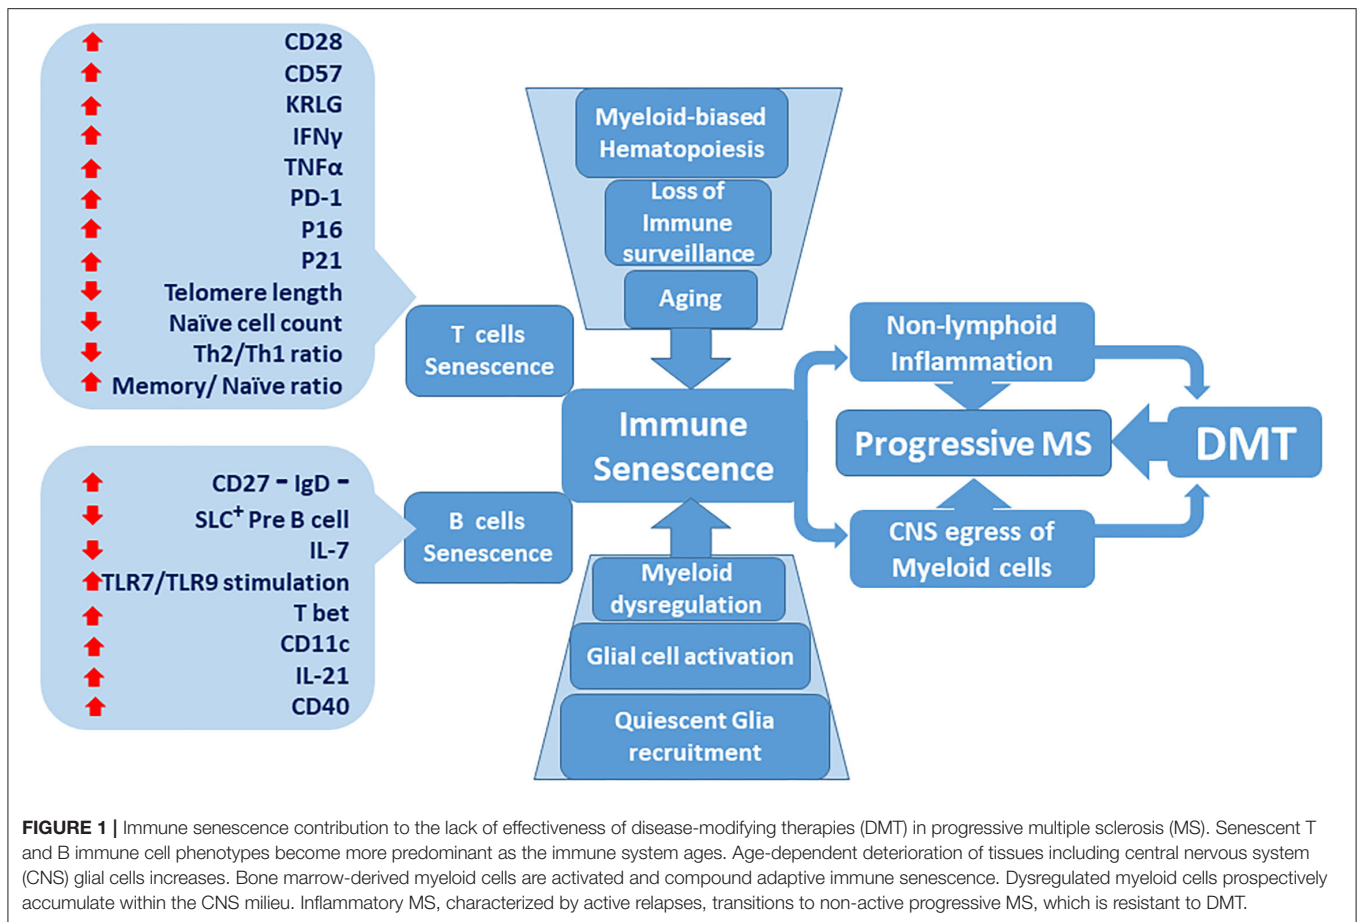 CD28
CD57
KRLG
IFNγ
TNFα
PD-1
P16
P21
Telomere length
Naïve cell count
Th2/Th1 ratio
Memory/ Naïve ratio
T cells
Senescence
CD27 - IgD -
SLC+ Pre B cell
IL-7
TLR7/TLR9 stimulation
T bet
CD11c
IL-21
CD40
B cells
Senescence
Myeloid-biased
Hematopoiesis
Loss of
Immune
surveillance
Aging
Immune
Senescence
Myeloid
dysregulation
Glial cell activation
Quiescent Glia
recruitment
Non-lymphoid
Inflammation
Progressive MS
CNS egress of
Myeloid cells
DMT
FIGURE 1 | Immune senescence contribution to the lack of effectiveness of disease-modifying therapies (DMT) in progressive multiple sclerosis (MS). Senescent T
and B immune cell phenotypes become more predominant as the immune system ages. Age-dependent deterioration of tissues including central nervous system
(CNS) glial cells increases. Bone marrow-derived myeloid cells are activated and compound adaptive immune senescence. Dysregulated myeloid cells prospectively
accumulate within the CNS milieu. Inflammatory MS, characterized by active relapses, transitions to non-active progressive MS, which is resistant to DMT.